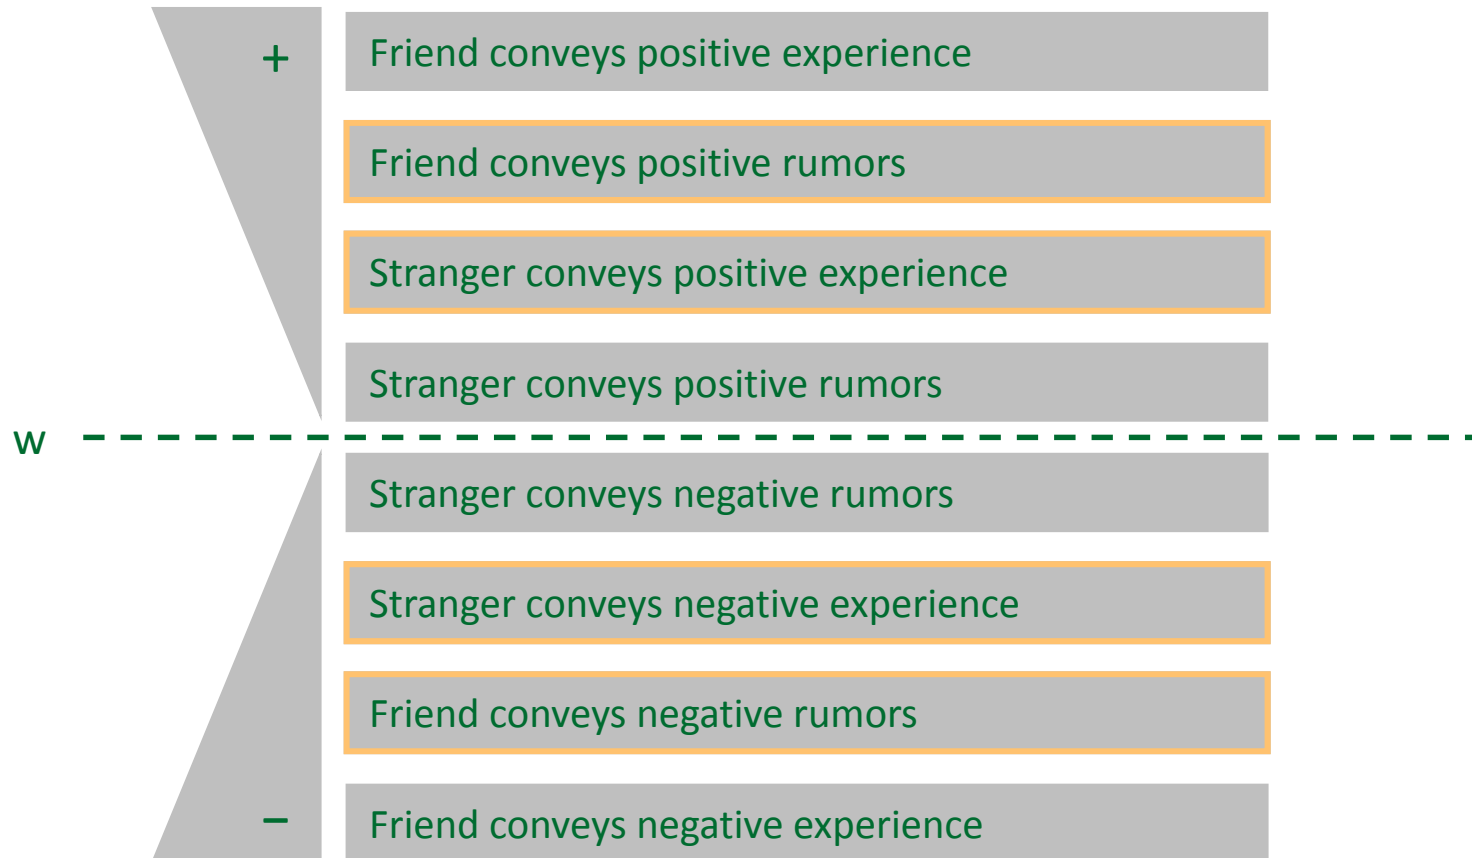 +
Friend conveys positive experience
Friend conveys positive rumors
Stranger conveys positive experience
Stranger conveys positive rumors
w
Stranger conveys negative rumors
Stranger conveys negative experience
Friend conveys negative rumors
−
Friend conveys negative experience